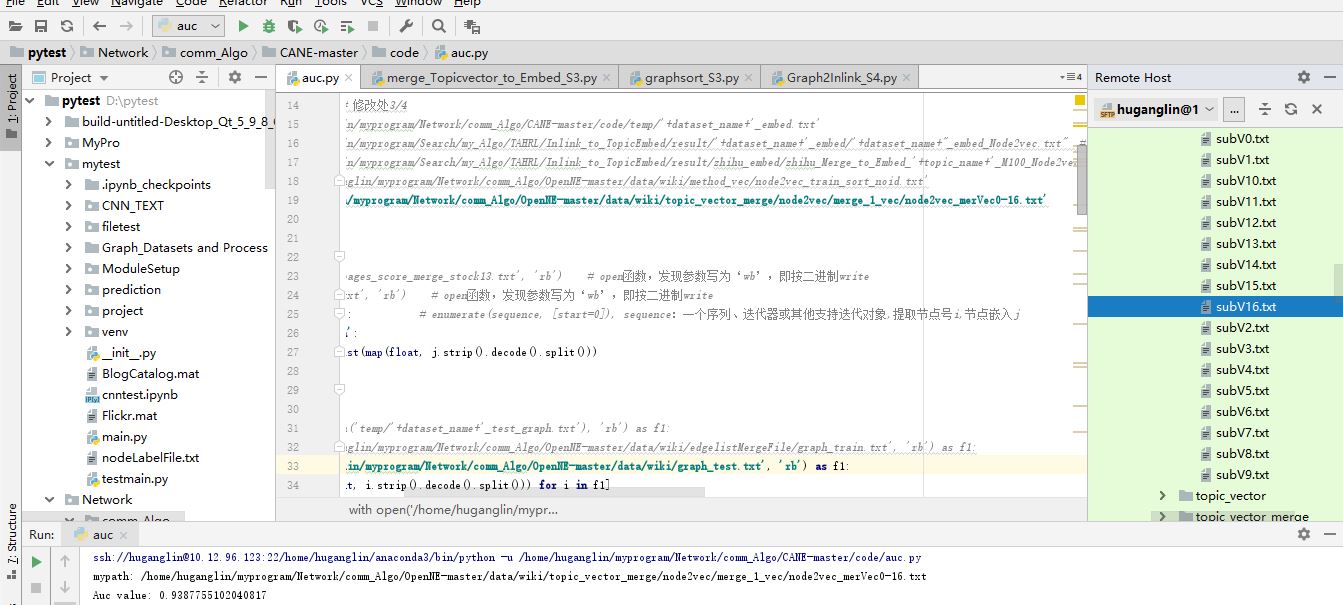 File Edit View Navigate Code Refactor Run Tools VCS Window Help
auc
pytest Network comm_Algo CANE-master code auc.py
1: Project
Project
auc.py merge_Topicvector_to_Embed_S3.py graphsort_S3.py Graph2Inlink_S4.py
4
Remote Host
pytest D:\pytest
build-untitled-Desktop_Qt_5_9_8_
MyPro
mytest
.ipynb_checkpoints
CNN_TEXT
filetest
Graph_Datasets and Process
ModuleSetup
prediction
project
venv
__init__.py
BlogCatalog.mat
cnntest.ipynb
Flickr.mat
main.py
nodeLabelFile.txt
testmain.py
Network
comm_Algo
14 修改处3/4
15 in/myprogram/Network/comm_Algo/CANE-master/code/temp/'+dataset_name+'_embed.txt'
16 in/myprogram/Search/my_Algo/TAHRL/Inlink_to_TopicEmbed/result/"+dataset_name+'_embed/"+dataset_name+"_embed_Node2vec.txt" #
17 in/myprogram/Search/my_Algo/TAHRL/Inlink_to_TopicEmbed/result/zhihu_embed/zhihu_Merge_to_Embed_'+topic_name+'_M100_Node2ve
18 nglin/myprogram/Network/comm_Algo/OpenNE-master/data/wiki/method_vec/node2vec_train_sort_noid.txt'
19 /myprogram/Network/comm_Algo/OpenNE-master/data/wiki/topic_vector_merge/node2vec/merge_1_vec/node2vec_merVec0-16.txt'
20
21
22
23 ages_score_merge_stock13.txt', 'rb') # open函数，发现参数写为‘wb’，即按二进制write
24 xt', 'rb') # open函数，发现参数写为‘wb’，即按二进制write
25 : # enumerate(sequence, [start=0]), sequence：一个序列、迭代器或其他支持迭代对象,提取节点号i,节点嵌入j
26 ':
27 st(map(float, j.strip().decode().split()))
28
29
30
31 ('temp/'+dataset_name+'_test_graph.txt'), 'rb') as f1:
32 nglin/myprogram/Network/comm_Algo/OpenNE-master/data/wiki/edgelistMergeFile/graph_train.txt', 'rb') as f1:
33 in/myprogram/Network/comm_Algo/OpenNE-master/data/wiki/graph_test.txt', 'rb') as f1:
34 t, i.strip().decode().split())) for i in f1]
with open('/home/huganglin/mypr...
SFTP huganglin@1 ...
subV0.txt
subV1.txt
subV10.txt
subV11.txt
subV12.txt
subV13.txt
subV14.txt
subV15.txt
subV16.txt
subV2.txt
subV3.txt
subV4.txt
subV5.txt
subV6.txt
subV7.txt
subV8.txt
subV9.txt
topic_vector
topic_vector_merge
Z: Structure
Run: auc
ssh://huganglin@10.12.96.123:22/home/huganglin/anaconda3/bin/python -u /home/huganglin/myprogram/Network/comm_Algo/CANE-master/code/auc.py
mypath: /home/huganglin/myprogram/Network/comm_Algo/OpenNE-master/data/wiki/topic_vector_merge/node2vec/merge_1_vec/node2vec_merVec0-16.txt
Auc value: 0.9387755102040817